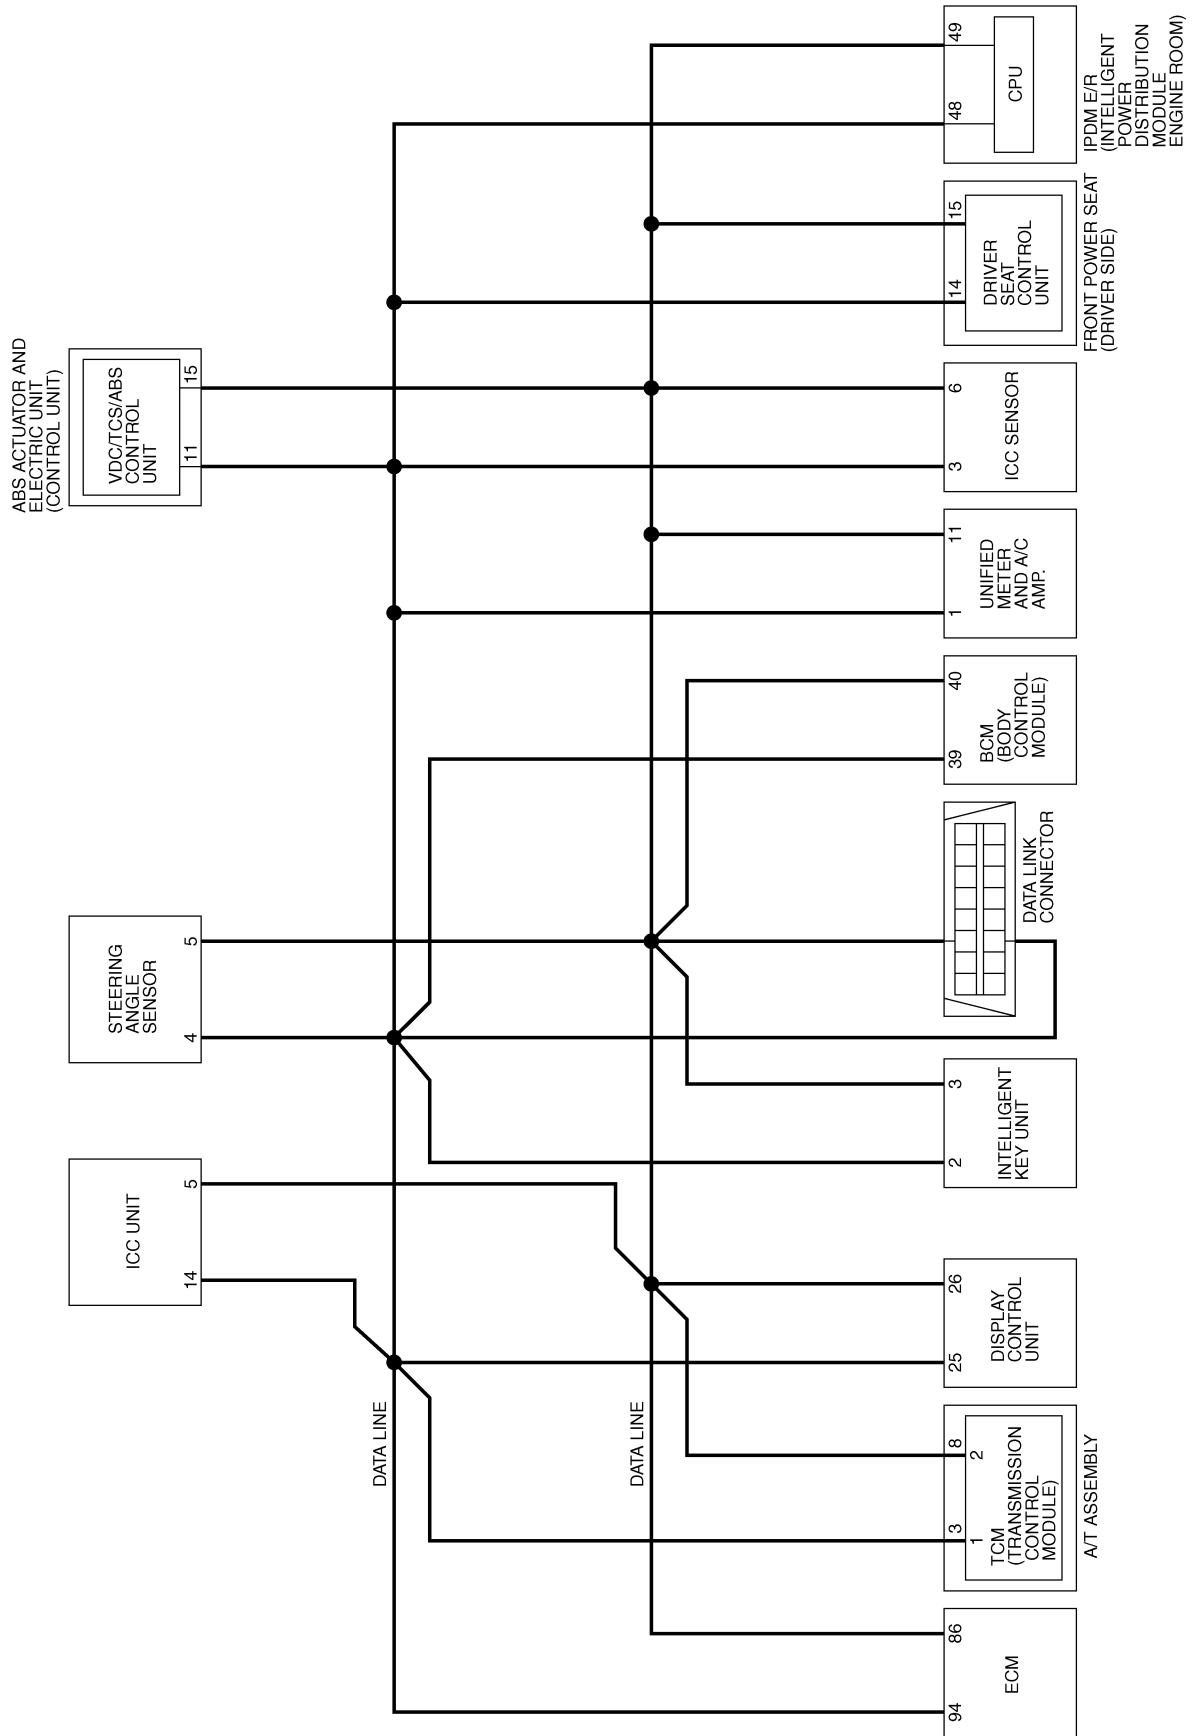 ABS ACTUATOR AND
ELECTRIC UNIT
(CONTROL UNIT)
VDC/TCS/ABS
CONTROL
UNIT
11
15
STEERING
ANGLE
SENSOR
4
5
ICC UNIT
14
5
DATA LINE
DATA LINE
ECM
94
86
3
8
1
2
TCM
(TRANSMISSION
CONTROL
MODULE)
A/T ASSEMBLY
25
26
DISPLAY
CONTROL
UNIT
2
3
INTELLIGENT
KEY UNIT
DATA LINK
CONNECTOR
39
40
BCM
(BODY
CONTROL
MODULE)
1
11
UNIFIED
METER
AND A/C
AMP.
3
6
ICC SENSOR
14
15
DRIVER
SEAT
CONTROL
UNIT
FRONT POWER SEAT
(DRIVER SIDE)
48
49
CPU
IPDM E/R
(INTELLIGENT
POWER
DISTRIBUTION
MODULE
ENGINE ROOM)